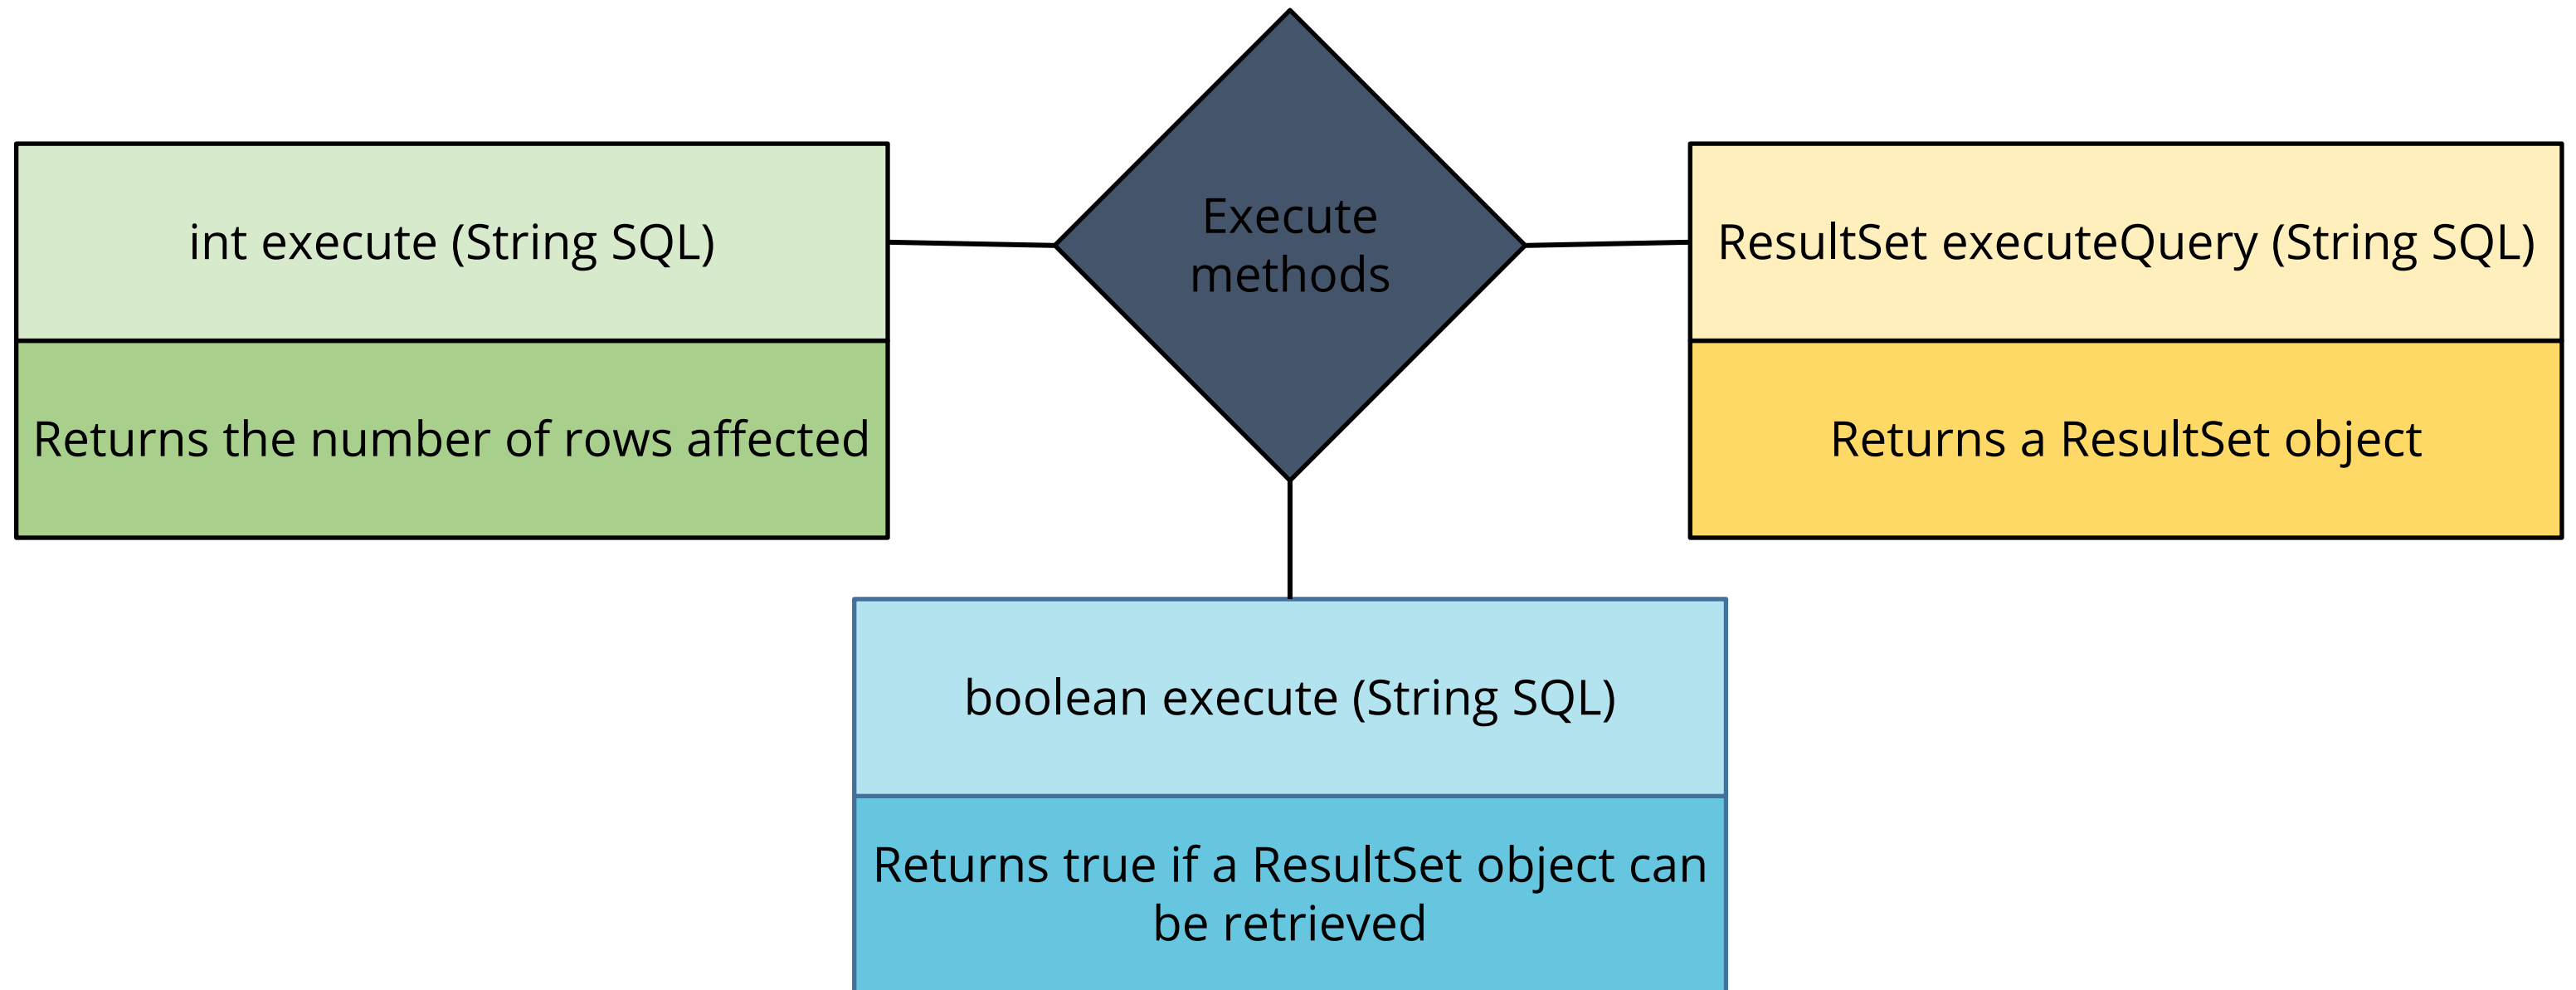 Execute
methods
int execute (String SQL)
Returns the number of rows affected
ResultSet executeQuery (String SQL)
Returns a ResultSet object
boolean execute (String SQL)
Returns true if a ResultSet object can
be retrieved